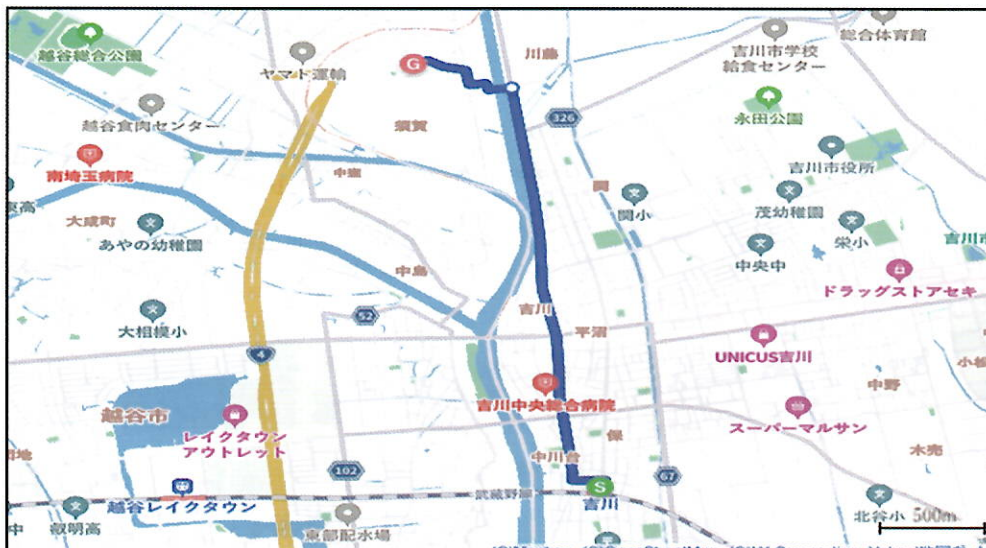 越谷総合公園
ヤマト運輸
G
川藤
吉川市学校
給食センター
総合体育館
越谷食肉センター
須賀
326
永田公園
南埼玉病院
関
吉川市役所
大成町
あやの幼稚園
関小
茂幼稚園
栄小
中央中
吉川市
中島
ドラッグストアセキ
大相模小
52
吉川
平沼
4
UNICUS吉川
小松
越谷市
吉川中央総合病院
中野
レイクタウン
アウトレット
スーパーマルサン
保
中川台
木売
102
67
S
吉川
武蔵野線
越谷レイクタウン
叡明高
東部配水場
北谷小
500m
中